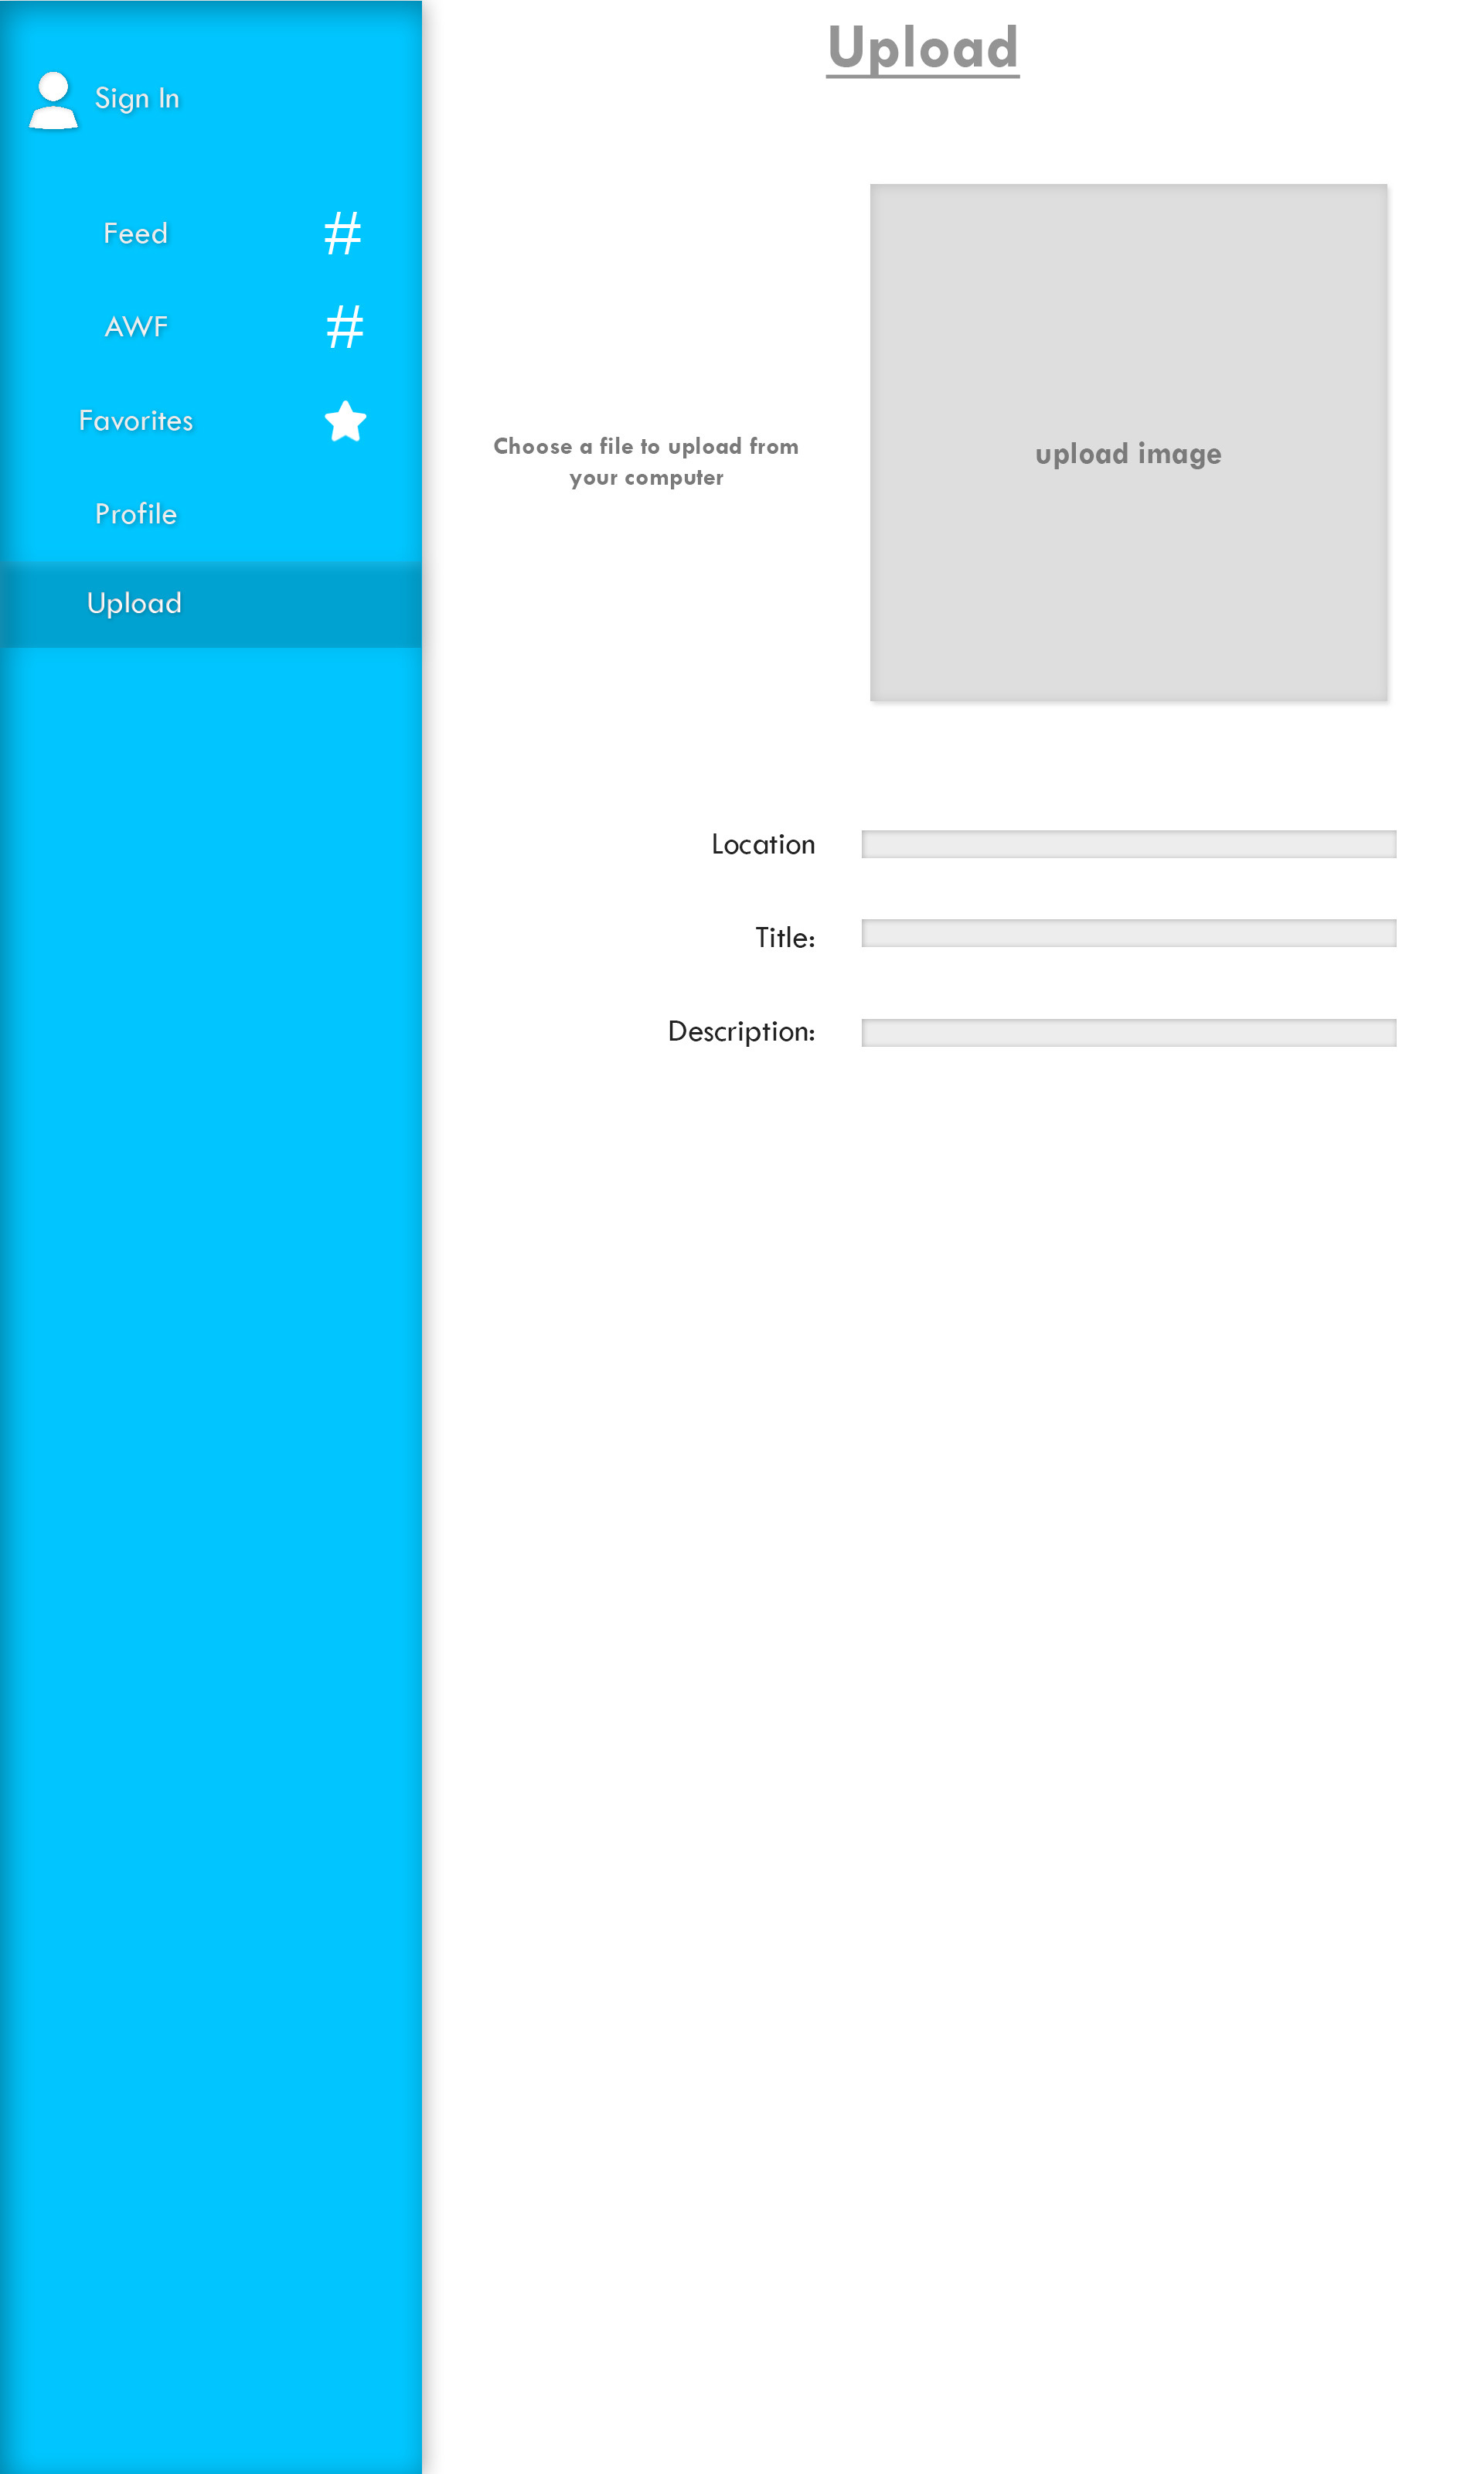 Upload
Sign In
Feed #
AWF #
Favorites
Profile
Upload
Choose a file to upload from
your computer
upload image
Location
Title:
Description: